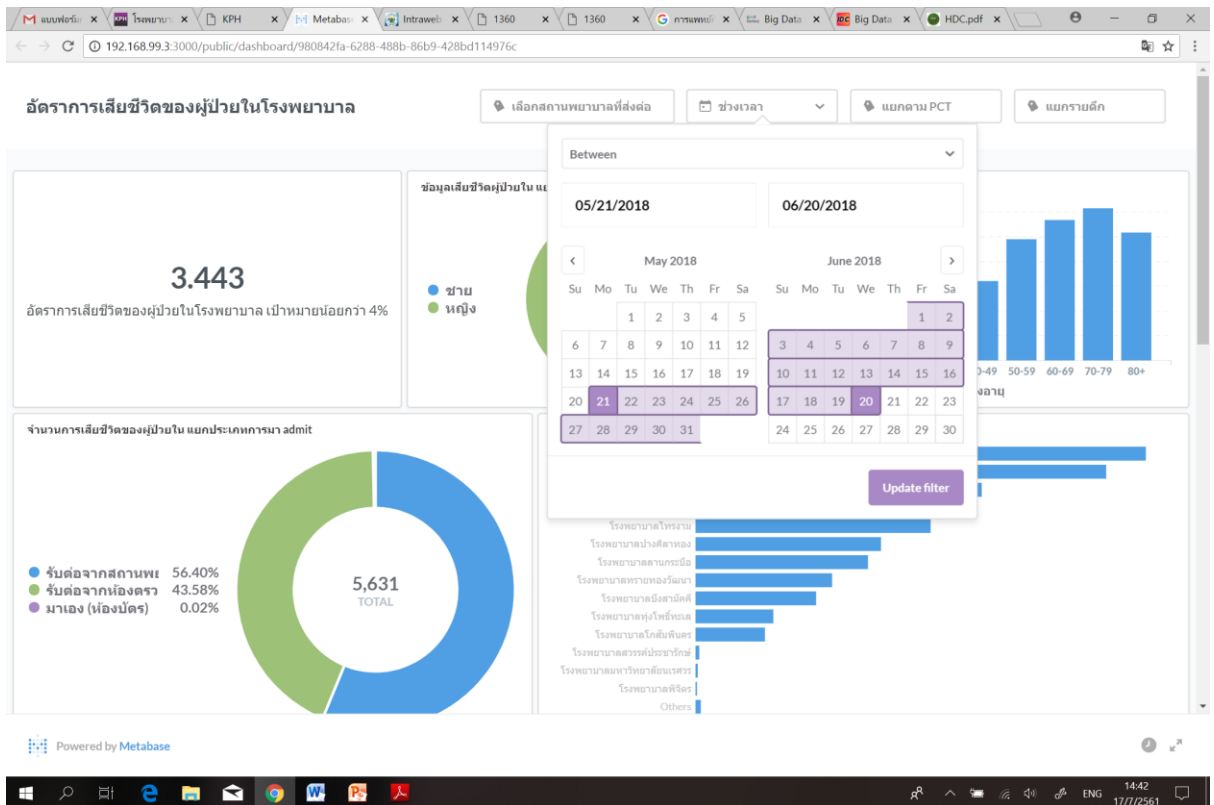 แบบฟอร์ม
โรงพยาบา
KPH
Metabase
Intraweb
1360
1360
การแพทย์
Big Data
Big Data
HDC.pdf
192.168.99.3:3000/public/dashboard/980842fa-6288-488b-86b9-428bd114976c
อัตราการเสียชีวิตของผู้ป่วยในโรงพยาบาล
เลือกสถานพยาบาลที่ส่งต่อ
ช่วงเวลา
แยกตาม PCT
แยกรายตึก
Between
05/21/2018 06/20/2018
May 2018 June 2018
Su Mo Tu We Th Fr Sa Su Mo Tu We Th Fr Sa
1 2 3 4 5 1 2
6 7 8 9 10 11 12 3 4 5 6 7 8 9
13 14 15 16 17 18 19 10 11 12 13 14 15 16
20 21 22 23 24 25 26 17 18 19 20 21 22 23
27 28 29 30 31 24 25 26 27 28 29 30
Update filter
3.443
อัตราการเสียชีวิตของผู้ป่วยในโรงพยาบาล เป้าหมายน้อยกว่า 4%
ข้อมูลเสียชีวิตผู้ป่วยใน
ชาย
หญิง
0-49 50-59 60-69 70-79 80+
งอายุ
จำนวนการเสียชีวิตของผู้ป่วยใน แยกประเภทการมา admit
รับต่อจากสถานพย 56.40%
รับต่อจากห้องตรว 43.58%
มาเอง (ห้องบัตร) 0.02%
5,631
TOTAL
โรงพยาบาลไทรงาม
โรงพยาบาลปางศิลาทอง
โรงพยาบาลลานกระบือ
โรงพยาบาลทรายทองวัฒนา
โรงพยาบาลบึงสามัคคี
โรงพยาบาลทุ่งโพธิ์ทะเล
โรงพยาบาลโกสัมพีนคร
โรงพยาบาลสวรรค์ประชารักษ์
โรงพยาบาลมหาวิทยาลัยนเรศวร
โรงพยาบาลพิจิตร
Others
Powered by Metabase
ENG
14:42
17/7/2561